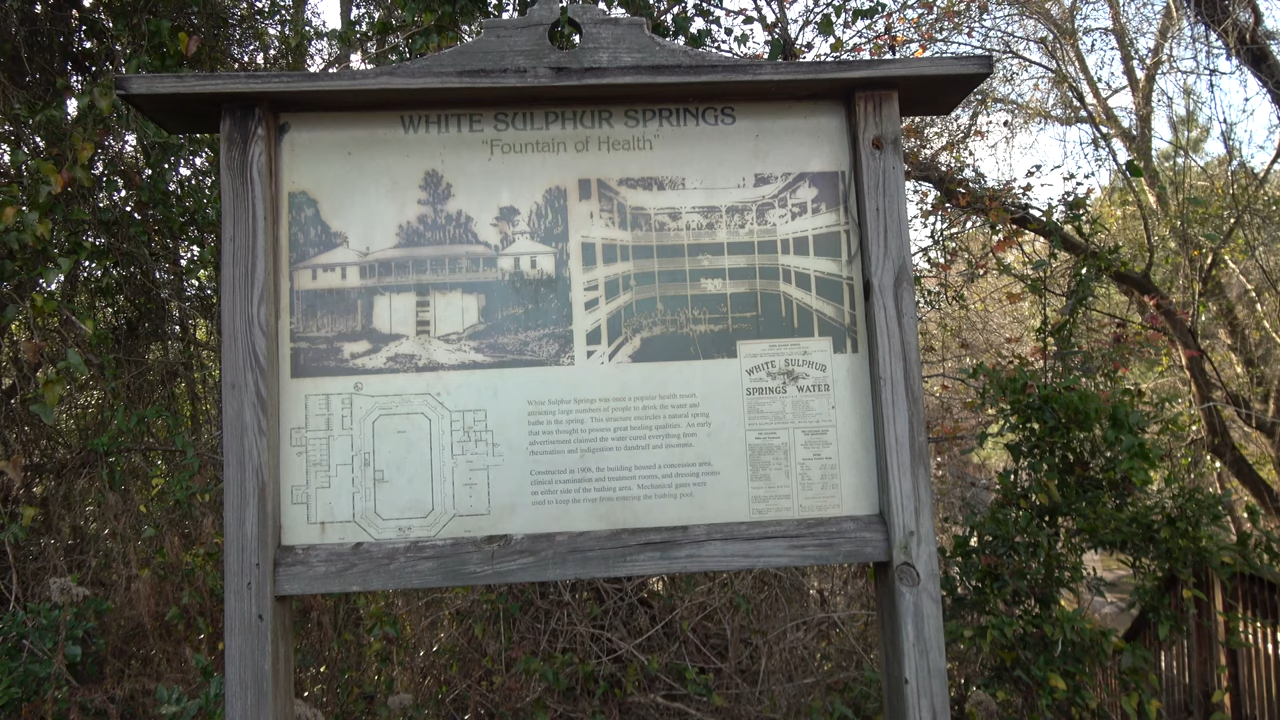 WHITE SULPHUR SPRINGS
"Fountain of Health"
White Sulphur Springs was once a popular health resort,
attracting large numbers of people to drink the water and
bathe in the spring. This structure encircles a natural spring
that was thought to possess great healing qualities. An early
advertisement claimed the water cured everything from
rheumatism and indigestion to dandruff and insomnia.
Constructed in 1908, the building housed a concession area,
clinical examination and treatment rooms, and dressing rooms
on either side of the bathing area. Mechanical gates were
used to keep the river from entering the bathing pool.
WHITE SULPHUR
SPRINGS WATER